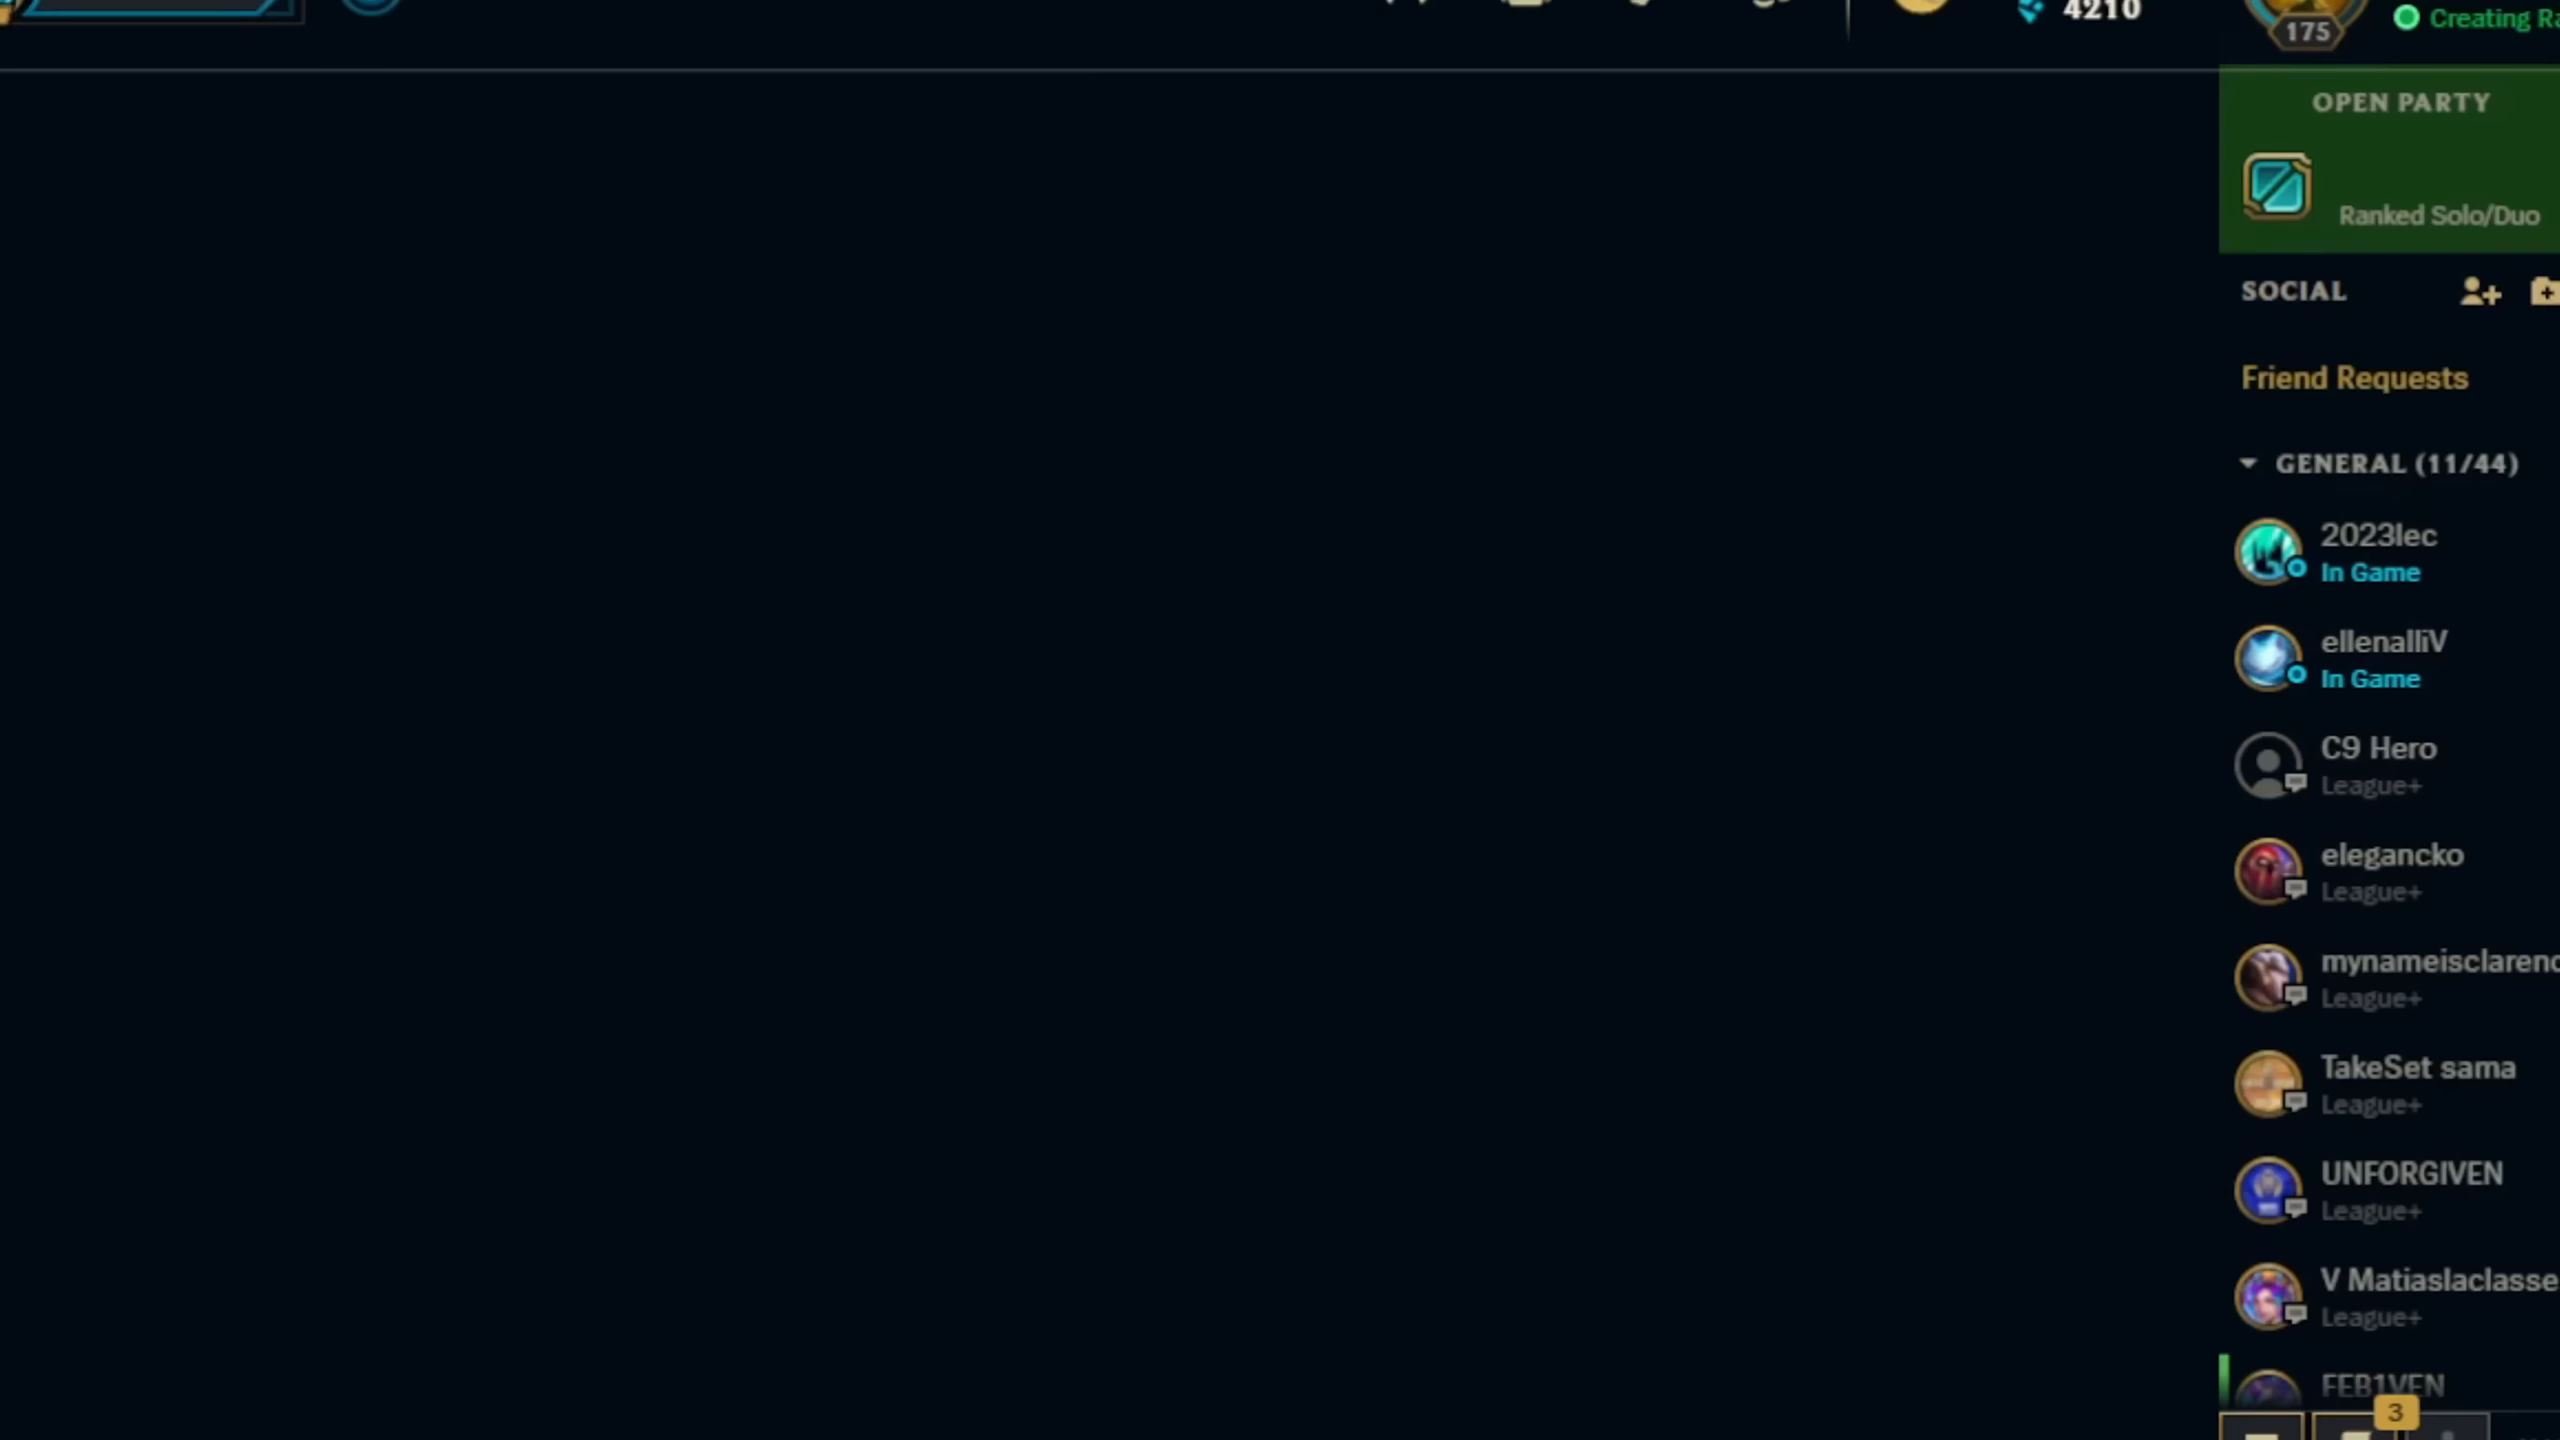 4210
175
Creating Ra
OPEN PARTY
Ranked Solo/Duo
SOCIAL
Friend Requests
GENERAL (11/44)
2023lec
In Game
ellenalliV
In Game
C9 Hero
League+
elegancko
League+
mynameisclarenc
League+
TakeSet sama
League+
UNFORGIVEN
League+
V Matiaslaclasse
League+
FEB1VEN
3